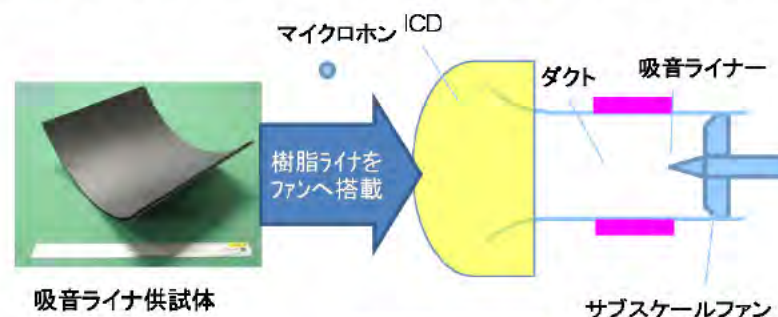 マイクロホン
ICD
ダクト
吸音ライナー
樹脂ライナを
ファンへ搭載
吸音ライナ供試体
サブスケールファン